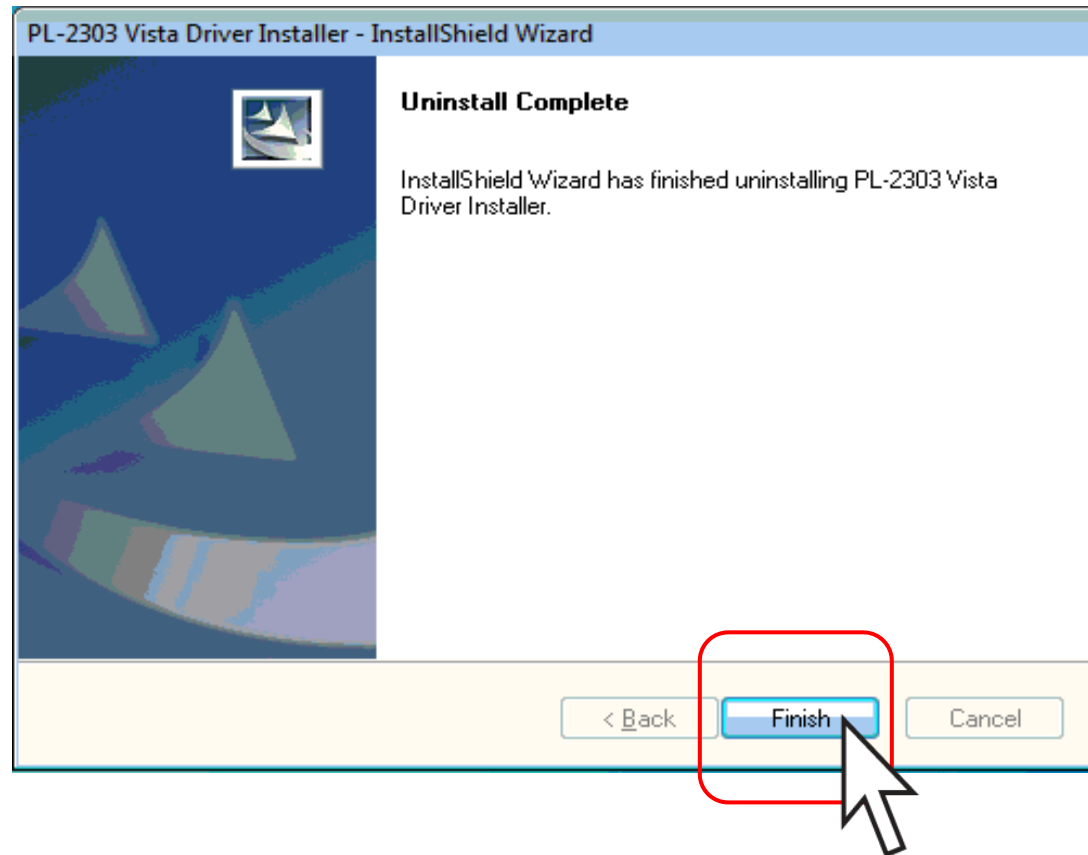 PL-2303 Vista Driver Installer - InstallShield Wizard
Uninstall Complete
InstallShield Wizard has finished uninstalling PL-2303 Vista
Driver Installer.
< Back
Finish
Cancel